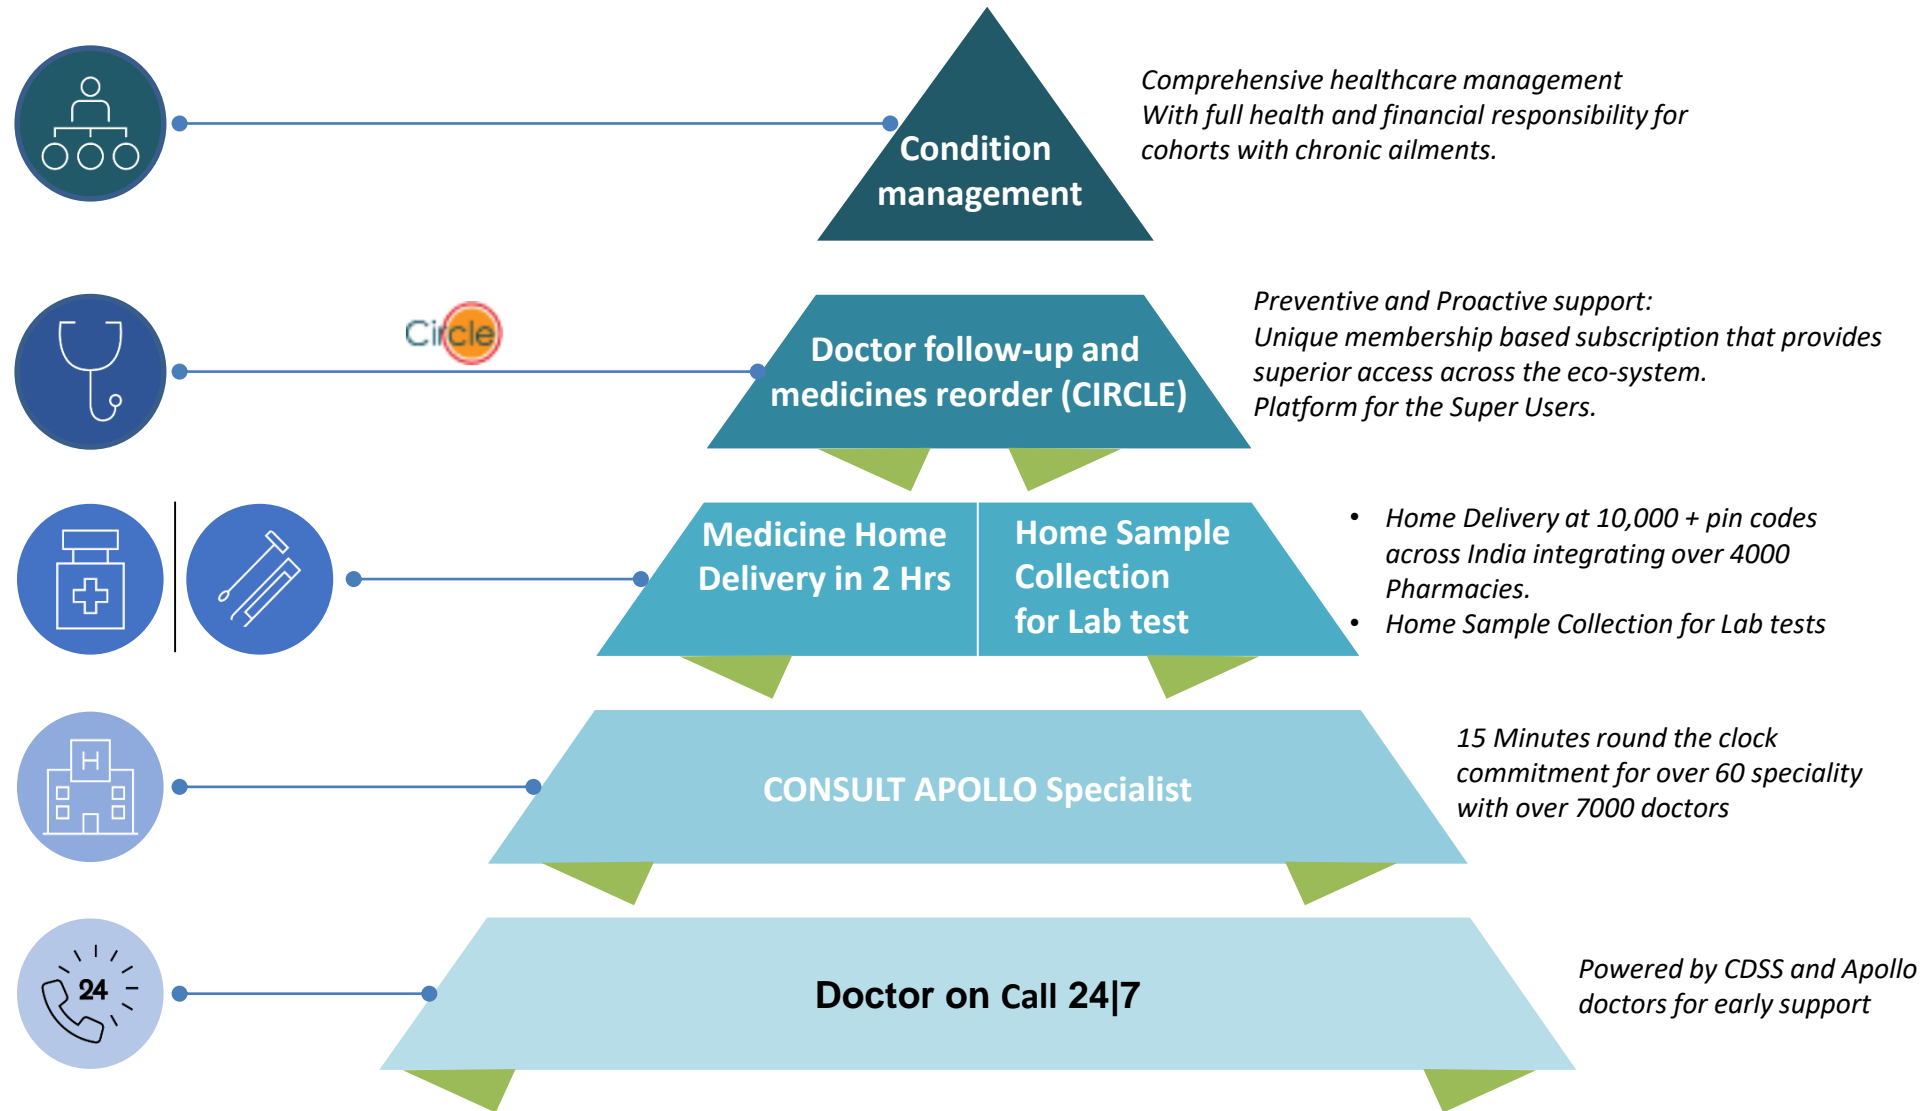 Condition
management
Comprehensive healthcare management
With full health and financial responsibility for
cohorts with chronic ailments.
Circle
Doctor follow-up and
medicines reorder (CIRCLE)
Preventive and Proactive support:
Unique membership based subscription that provides
superior access across the eco-system.
Platform for the Super Users.
Medicine Home
Delivery in 2 Hrs
Home Sample
Collection
for Lab test
• Home Delivery at 10,000 + pin codes
across India integrating over 4000
Pharmacies.
• Home Sample Collection for Lab tests
H
CONSULT APOLLO Specialist
15 Minutes round the clock
commitment for over 60 speciality
with over 7000 doctors
24
Doctor on Call 24|7
Powered by CDSS and Apollo
doctors for early support